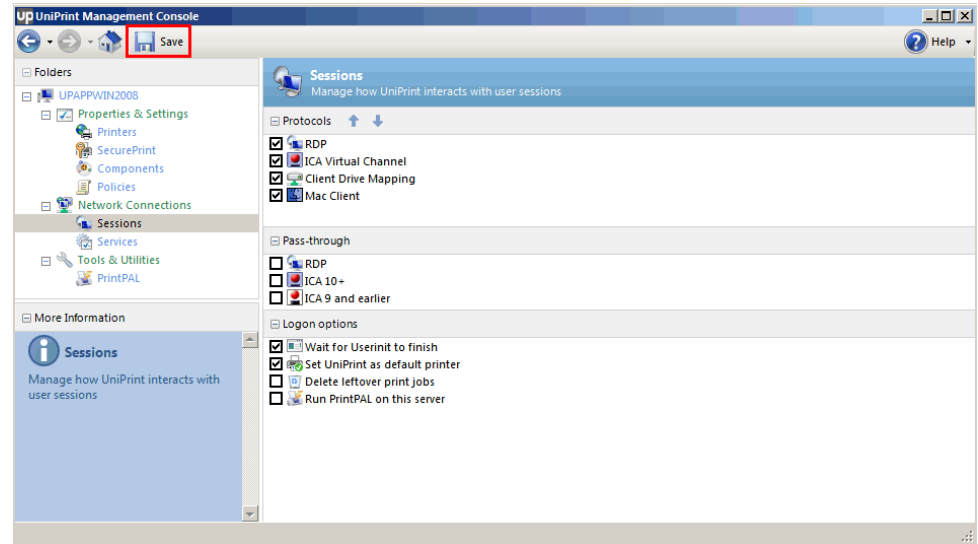 up UniPrint Management Console
Save
Help
Folders
UPAPPWIN2008
Properties & Settings
Printers
SecurePrint
Components
Policies
Network Connections
Sessions
Services
Tools & Utilities
PrintPAL
More Information
Sessions
Manage how UniPrint interacts with
user sessions
Sessions
Manage how UniPrint interacts with user sessions
Protocols
RDP
ICA Virtual Channel
Client Drive Mapping
Mac Client
Pass-through
RDP
ICA 10+
ICA 9 and earlier
Logon options
Wait for Userinit to finish
Set UniPrint as default printer
Delete leftover print jobs
Run PrintPAL on this server